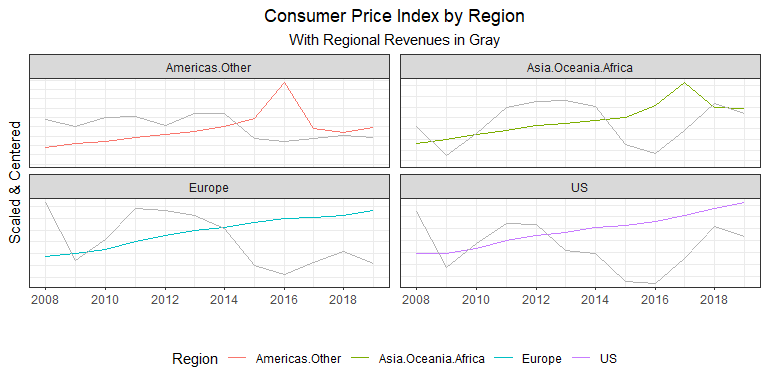 Consumer Price Index by Region
With Regional Revenues in Gray
Americas.Other
Asia.Oceania.Africa
Scaled & Centered
Europe
US
2008 2010 2012 2014 2016 2018
2008 2010 2012 2014 2016 2018
Region Americas.Other Asia.Oceania.Africa Europe US